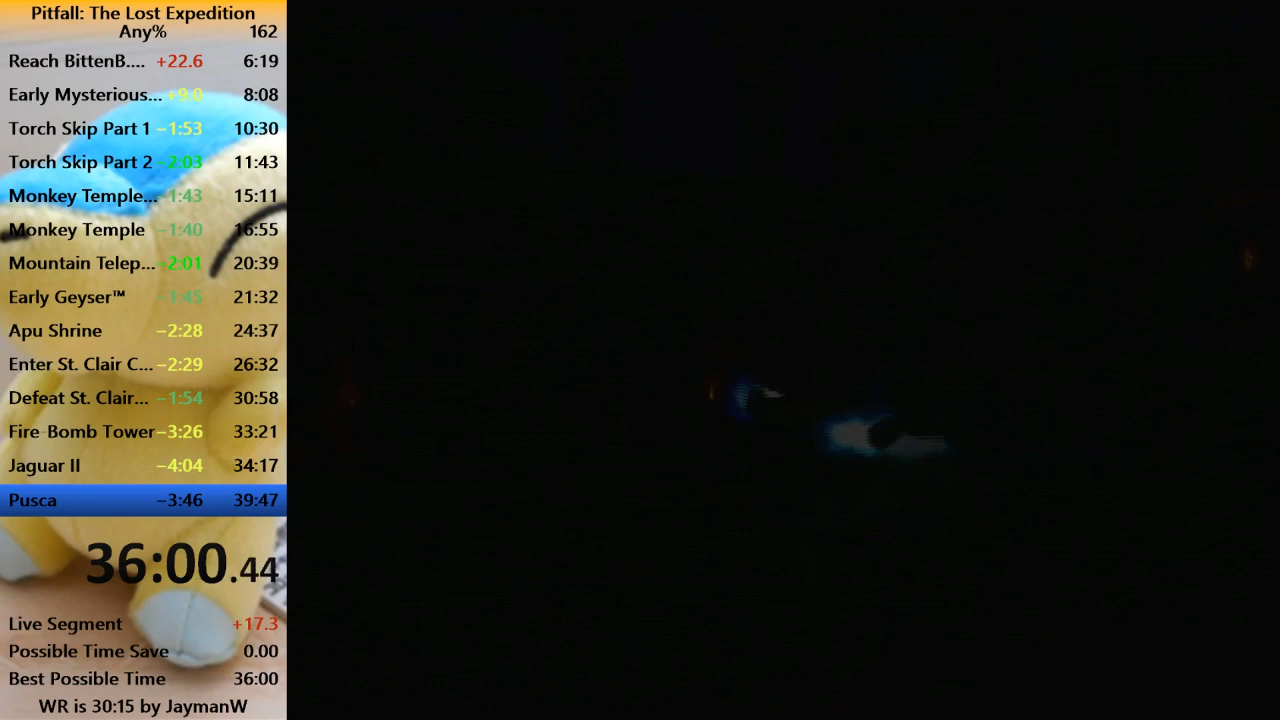 Pitfall: The Lost Expedition
Any% 162
Reach BittenB.... +22.6 6:19
Early Mysterious... +9.0 8:08
Torch Skip Part 1 −1:53 10:30
Torch Skip Part 2 −2:03 11:43
Monkey Temple... −1:43 15:11
Monkey Temple −1:40 16:55
Mountain Telep... −2:01 20:39
Early Geyser™ −1:45 21:32
Apu Shrine −2:28 24:37
Enter St. Clair C... −2:29 26:32
Defeat St. Clair... −1:54 30:58
Fire Bomb Tower −3:26 33:21
Jaguar II −4:04 34:17
Pusca −3:46 39:47
36:00.44
Live Segment +17.3
Possible Time Save 0.00
Best Possible Time 36:00
WR is 30:15 by JaymanW